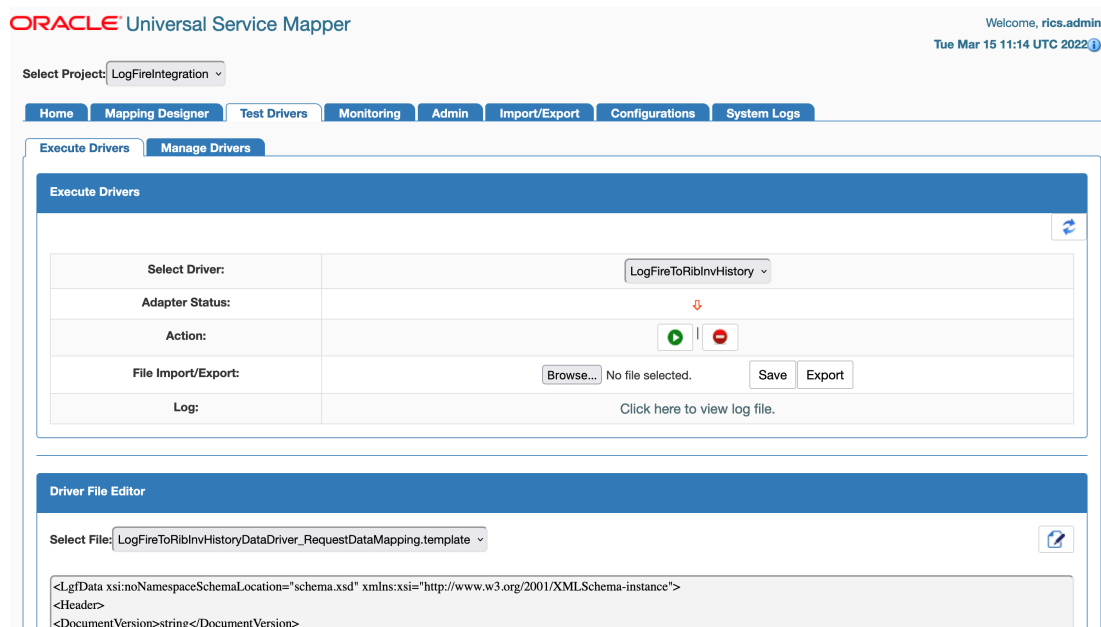 ORACLE® Universal Service Mapper
Welcome, rics.admin
Tue Mar 15 11:14 UTC 2022
Select Project: LogFireIntegration
Home Mapping Designer Test Drivers Monitoring Admin Import/Export Configurations System Logs
Execute Drivers Manage Drivers
Execute Drivers
Select Driver: LogFireToRibInvHistory
Adapter Status:
Action: |
File Import/Export: Browse... No file selected. Save Export
Log: Click here to view log file.
Driver File Editor
Select File: LogFireToRibInvHistoryDataDriver_RequestDataMapping.template
<LgfData xsi:noNamespaceSchemaLocation="schema.xsd" xmlns:xsi="http://www.w3.org/2001/XMLSchema-instance">
<Header>
<DocumentVersion>string</DocumentVersion>